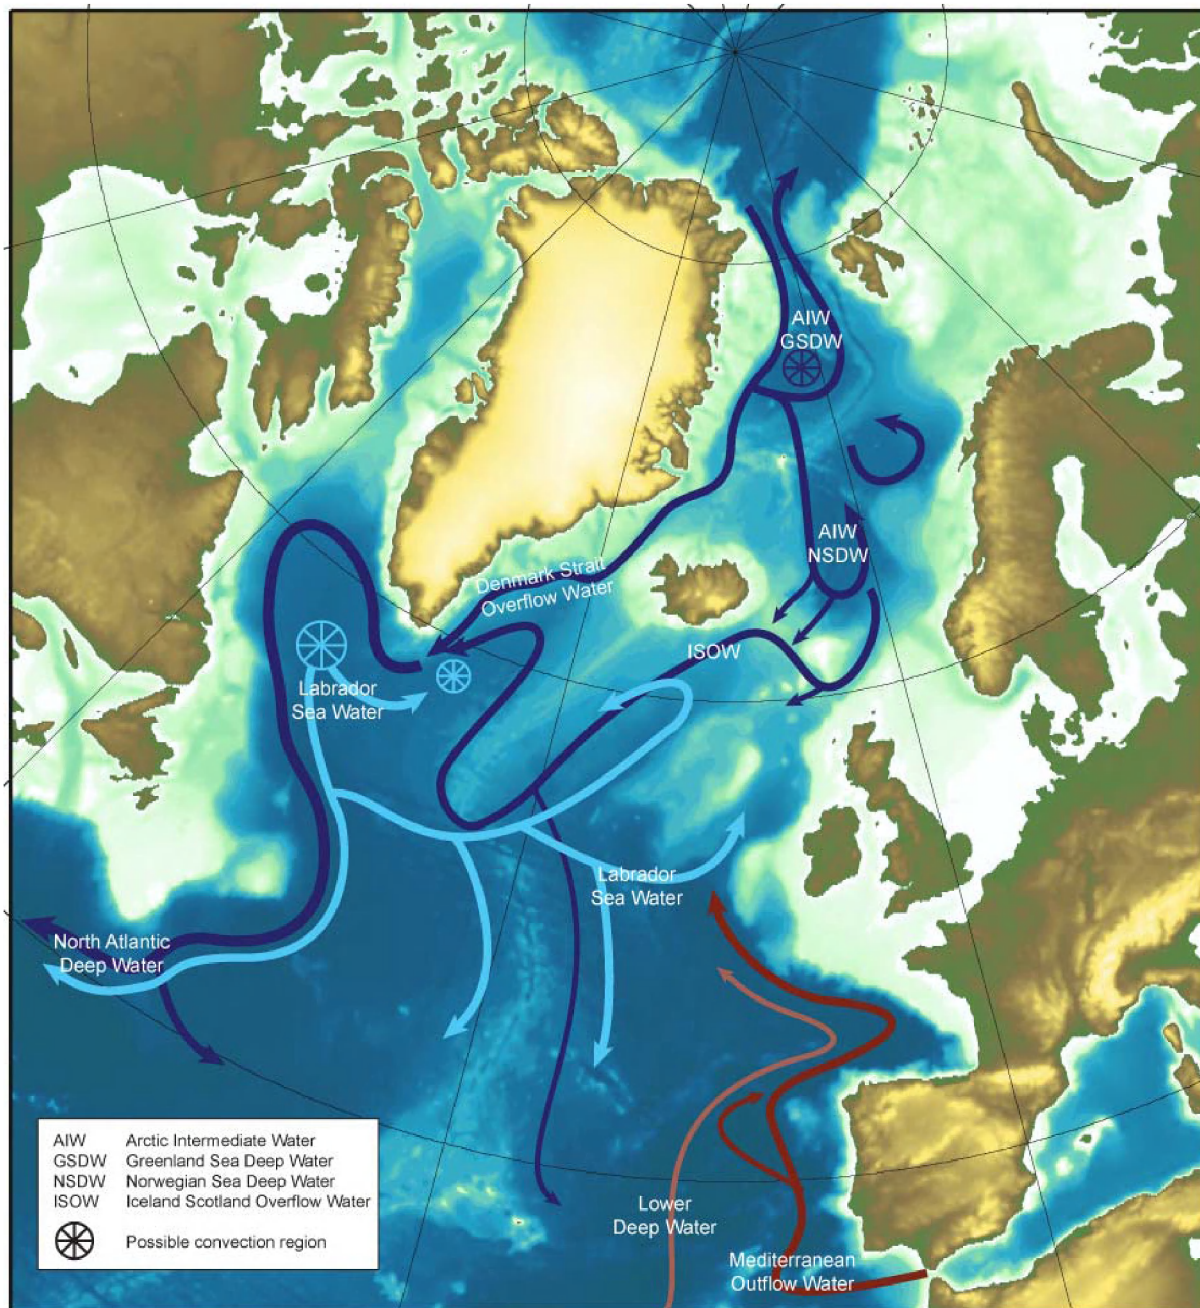 AIW
GSDW
AIW
NSDW
Denmark Strait
Overflow Water
ISOW
Labrador
Sea Water
Labrador
Sea Water
North Atlantic
Deep Water
Lower
Deep Water
Mediterranean
Outflow Water
AIW Arctic Intermediate Water
GSDW Greenland Sea Deep Water
NSDW Norwegian Sea Deep Water
ISOW Iceland Scotland Overflow Water
Possible convection region